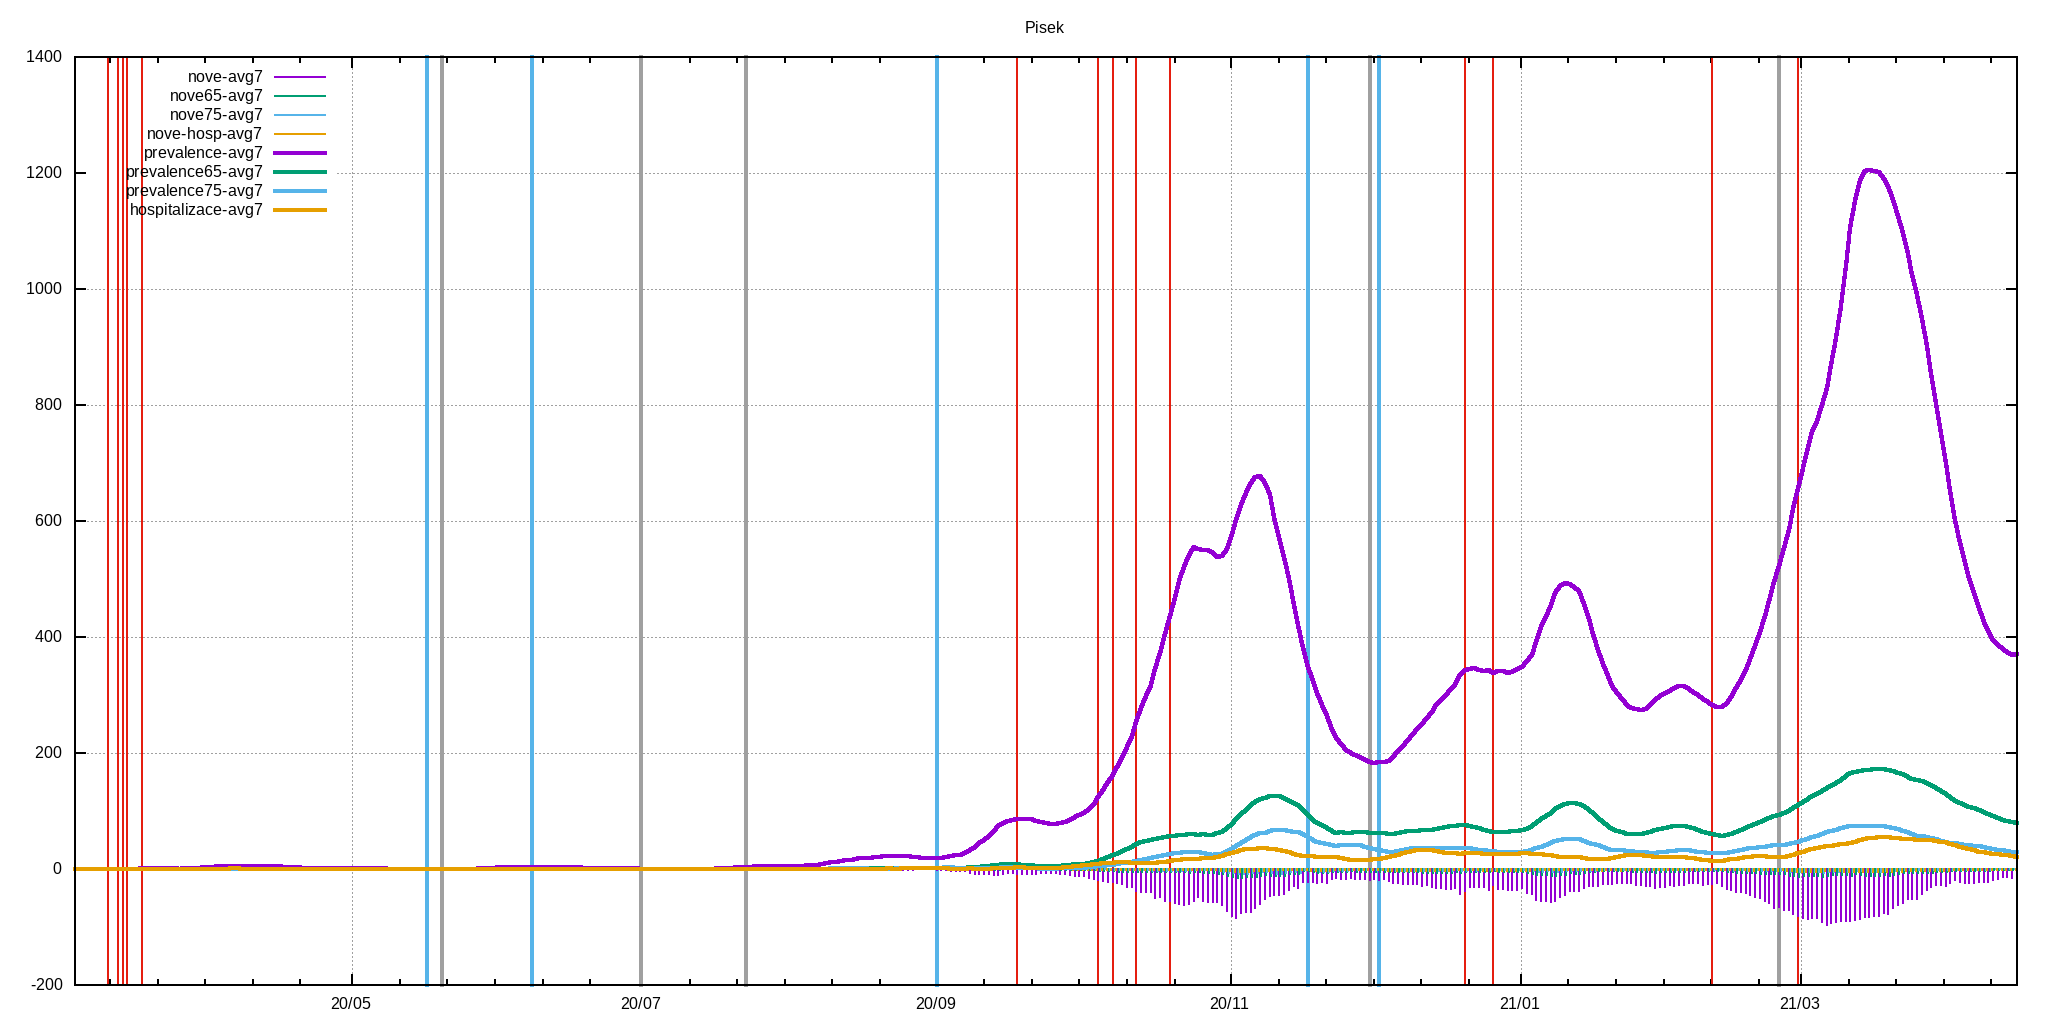 Pisek
1400
1200
1000
800
600
400
200
0
-200
nove-avg7
nove65-avg7
nove75-avg7
nove-hosp-avg7
prevalence-avg7
prevalence65-avg7
prevalence75-avg7
hospitalizace-avg7
20/05 20/07 20/09 20/11 21/01 21/03